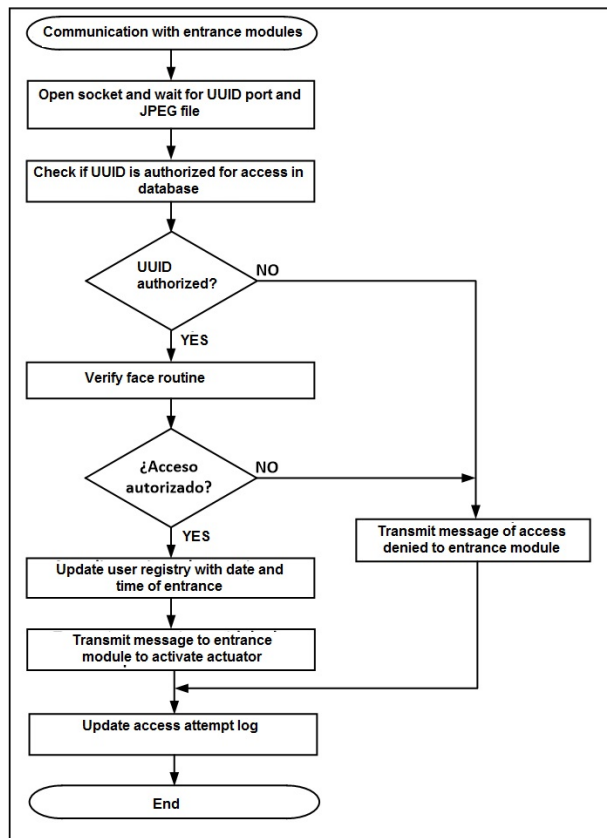 Communication with entrance modules
Open socket and wait for UUID port and
JPEG file
Check if UUID is authorized for access in
database
UUID
authorized?
NO
YES
Verify face routine
¿Acceso
autorizado?
NO
YES
Transmit message of access
denied to entrance module
Update user registry with date and
time of entrance
Transmit message to entrance
module to activate actuator
Update access attempt log
End